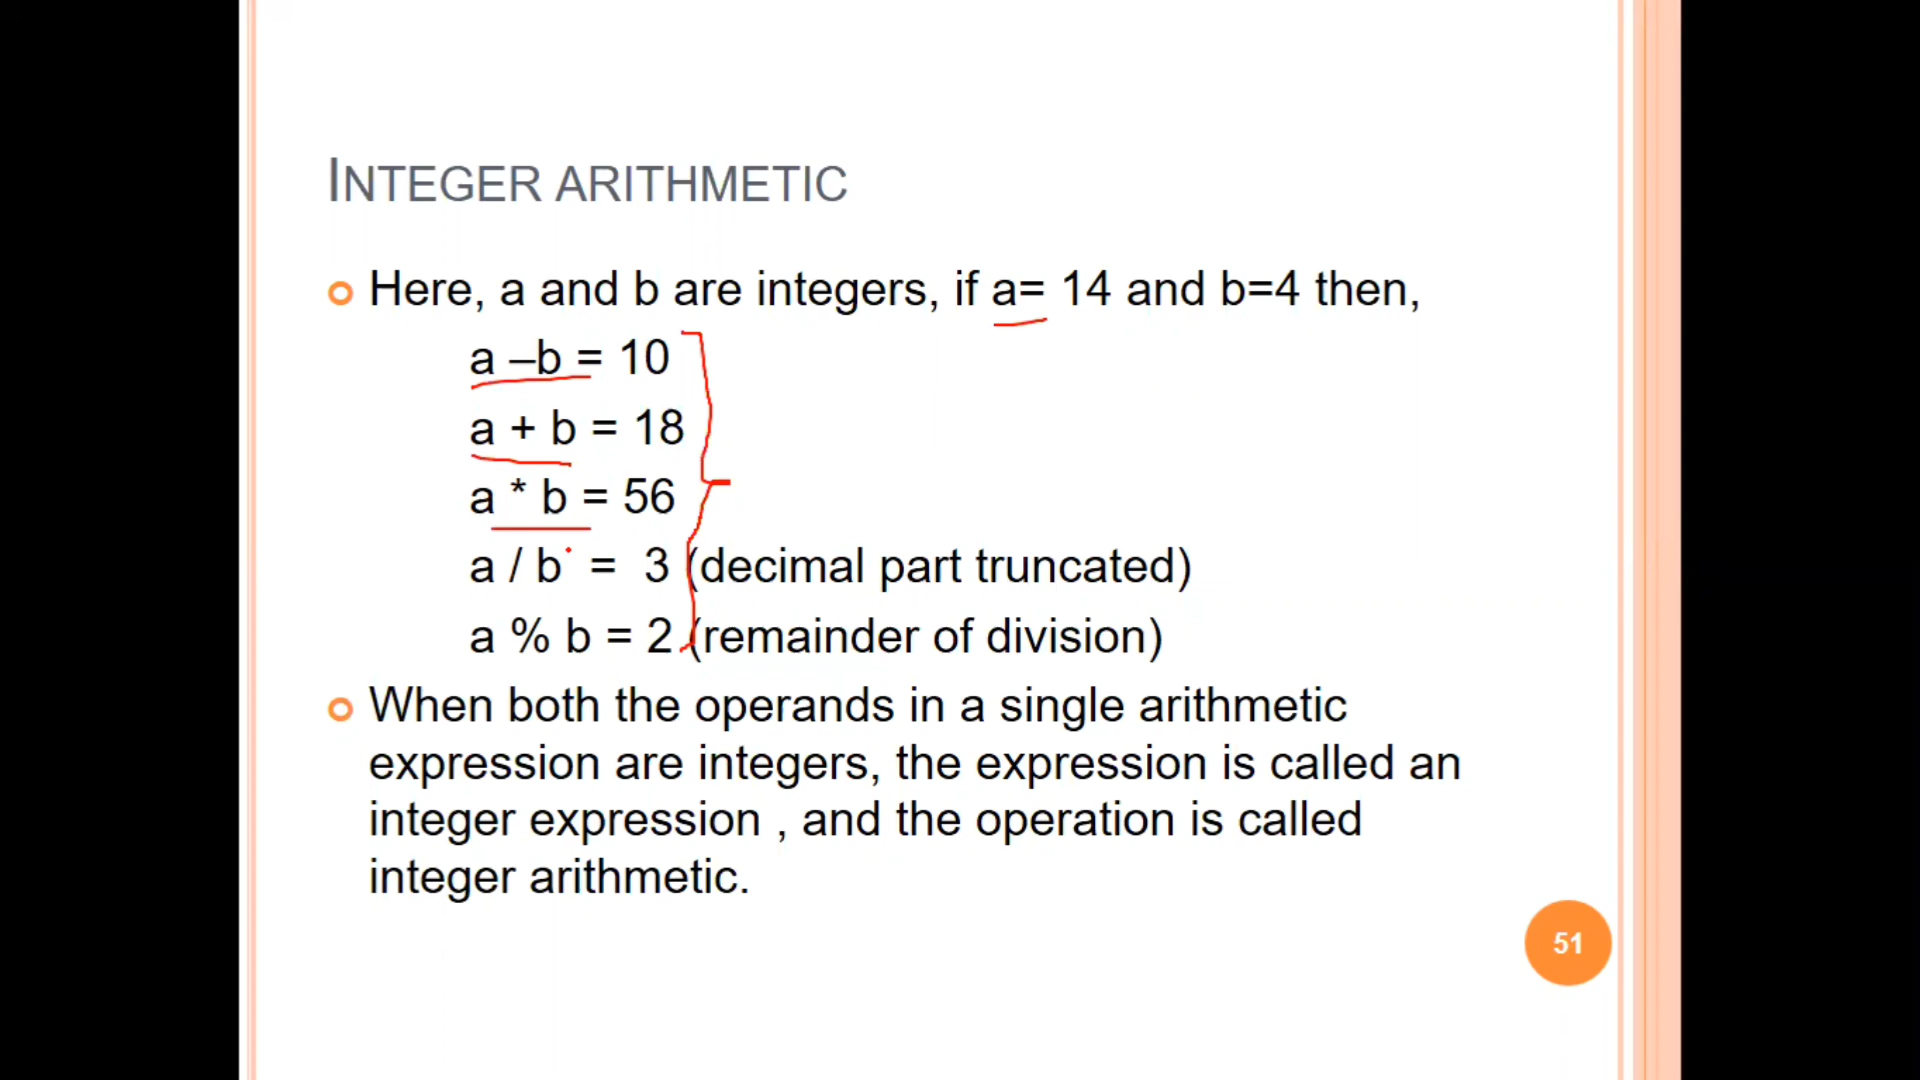 INTEGER ARITHMETIC
Here, a and b are integers, if a= 14 and b=4 then,
a –b = 10
a + b = 18
a * b = 56
a / b = 3 (decimal part truncated)
a % b = 2 (remainder of division)
When both the operands in a single arithmetic
expression are integers, the expression is called an
integer expression , and the operation is called
integer arithmetic.
51